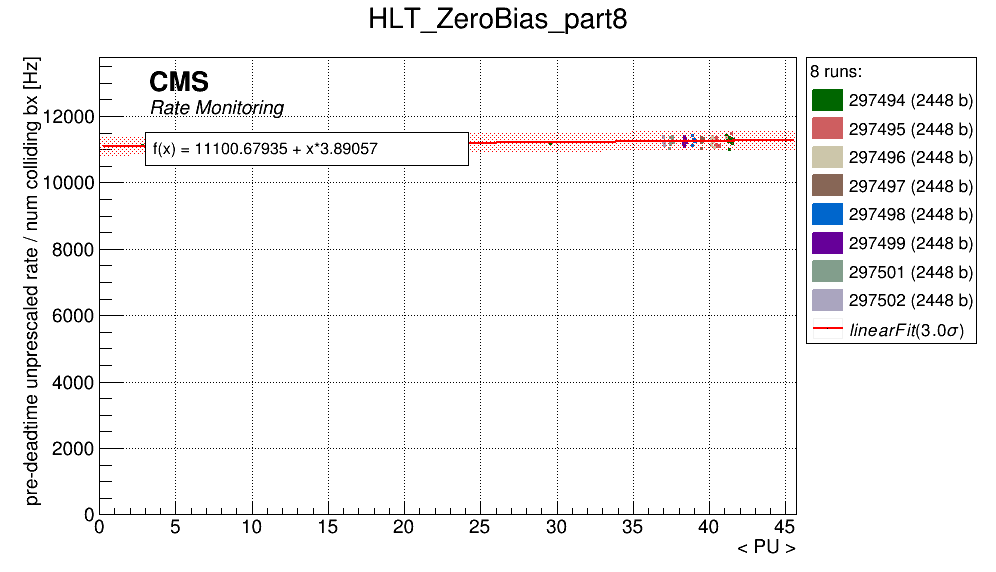 HLT_ZeroBias_part8
pre-deadtime unprescaled rate / num colliding bx [Hz]
CMS
Rate Monitoring
f(x) = 11100.67935 + x*3.89057
12000
10000
8000
6000
4000
2000
0
0 5 10 15 20 25 30 35 40 45
< PU >
8 runs:
297494 (2448 b)
297495 (2448 b)
297496 (2448 b)
297497 (2448 b)
297498 (2448 b)
297499 (2448 b)
297501 (2448 b)
297502 (2448 b)
linearFit(3.0σ)